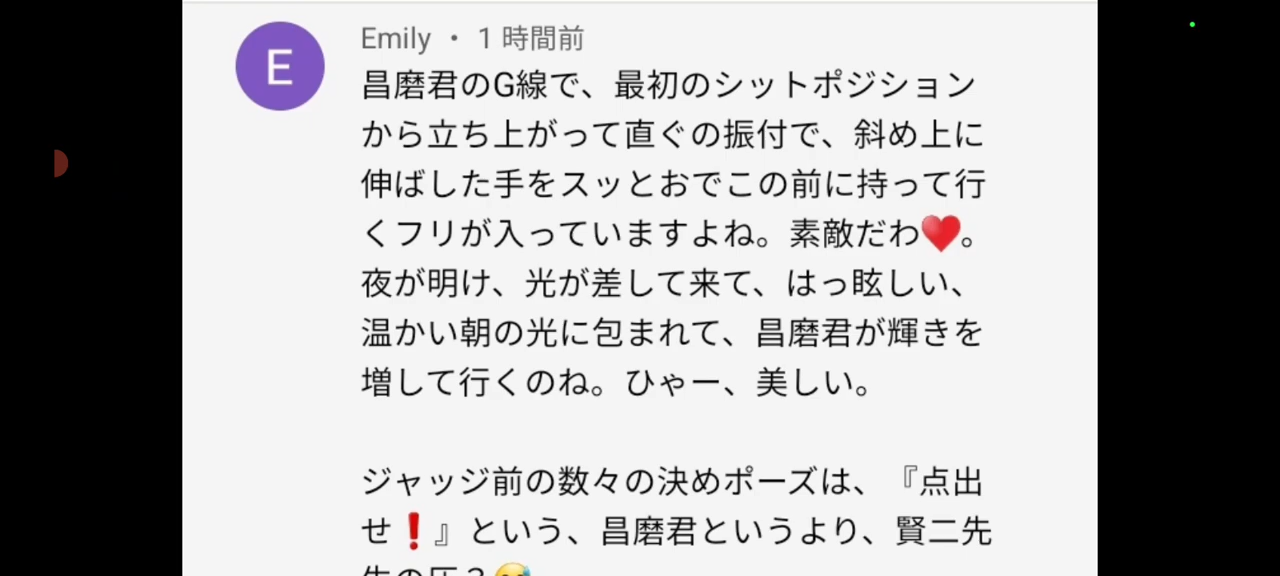 E
Emily ・ 1 時間前
昌磨君のG線で、最初のシットポジション
から立ち上がって直ぐの振付で、斜め上に
伸ばした手をスッとおでこの前に持って行
くフリが入っていますよね。素敵だわ❤️。
夜が明け、光が差して来て、はっ眩しい、
温かい朝の光に包まれて、昌磨君が輝きを
増して行くのね。ひゃー、美しい。
ジャッジ前の数々の決めポーズは、『点出
せ❗』という、昌磨君というより、賢二先
生の圧？😅